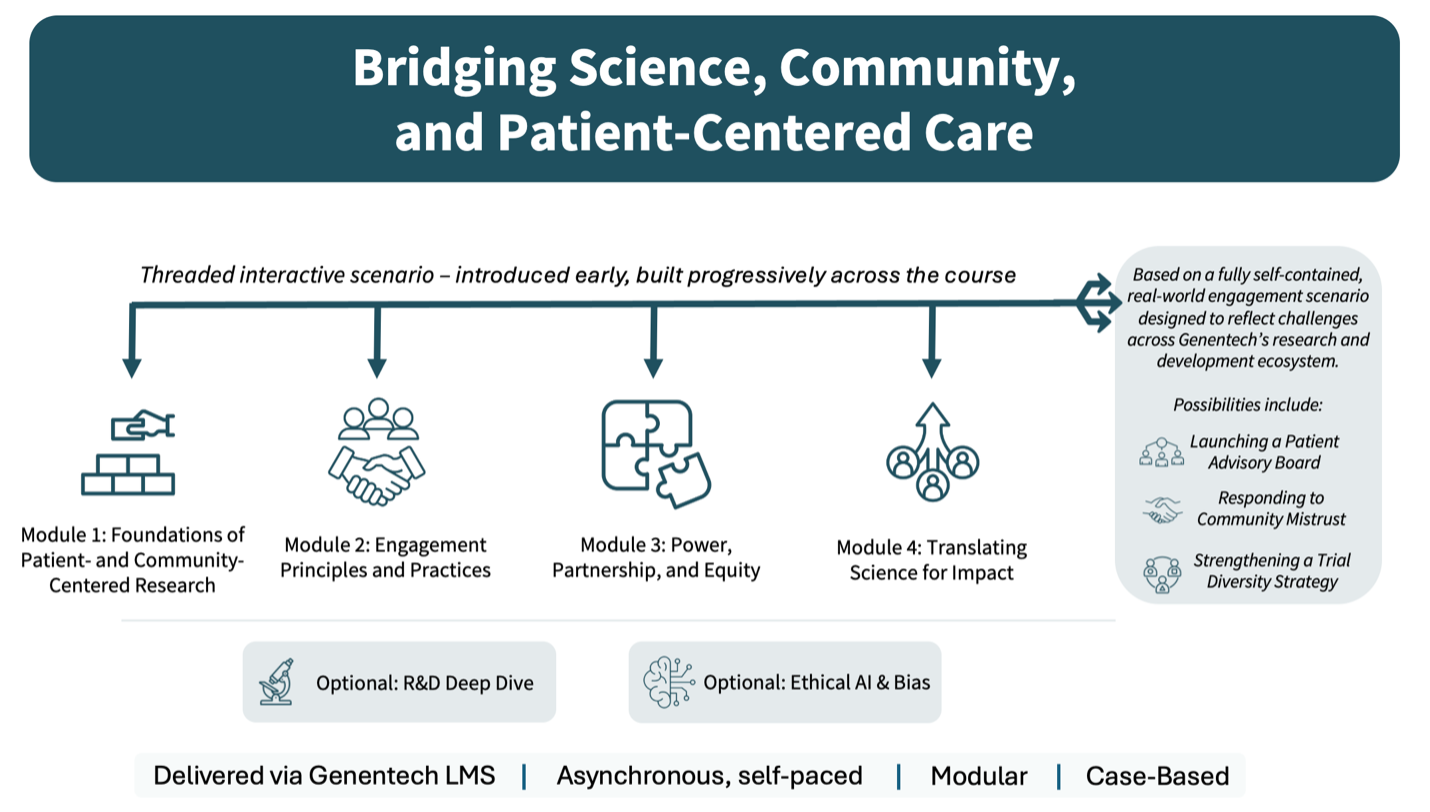 Bridging Science, Community,
and Patient-Centered Care
Threaded interactive scenario – introduced early, built progressively across the course
Based on a fully self-contained,
real-world engagement scenario
designed to reflect challenges
across Genentech's research and
development ecosystem.
Possibilities include:
Launching a Patient
Advisory Board
Responding to
Community Mistrust
Strengthening a Trial
Diversity Strategy
Module 1: Foundations of
Patient- and Community-
Centered Research
Module 2: Engagement
Principles and Practices
Module 3: Power,
Partnership, and Equity
Module 4: Translating
Science for Impact
Optional: R&D Deep Dive
Optional: Ethical AI & Bias
Delivered via Genentech LMS | Asynchronous, self-paced | Modular | Case-Based